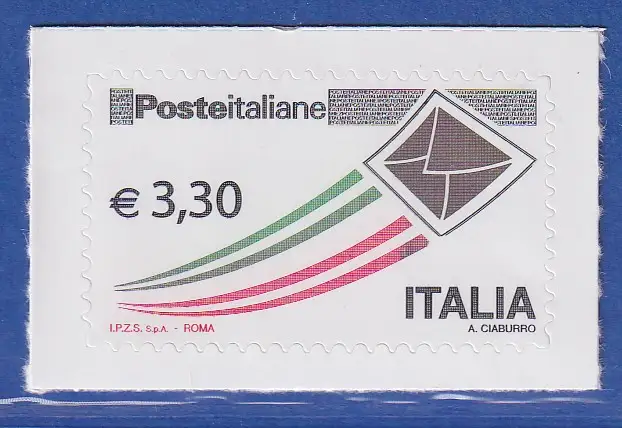 Posteitaliane
€ 3,30
ITALIA
I.P.Z.S. S.p.A. - ROMA
A. CIABURRO